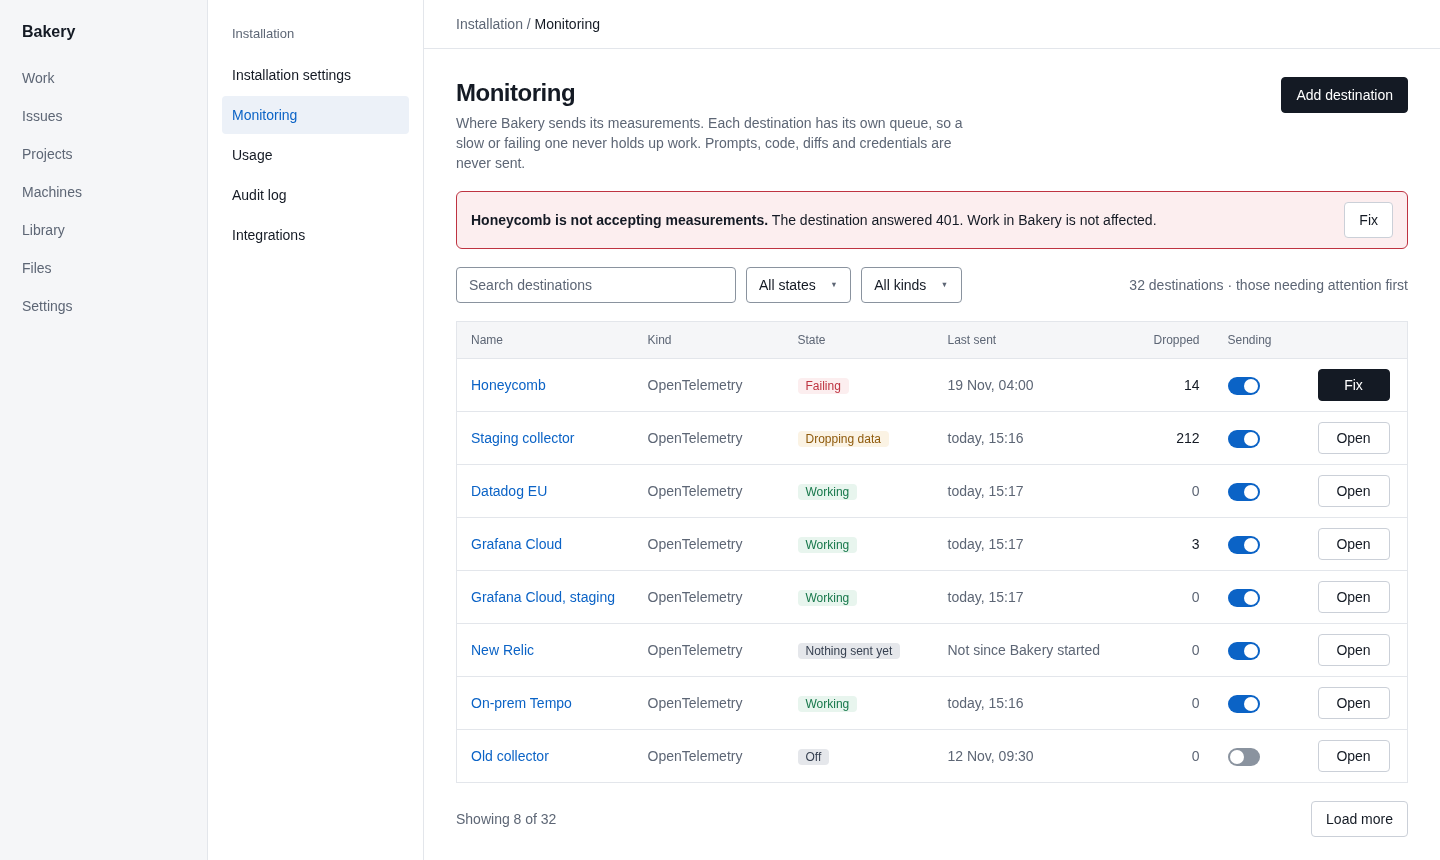 Bakery
Work
Issues
Projects
Machines
Library
Files
Settings
Installation
Installation settings
Monitoring
Usage
Audit log
Integrations
Installation / Monitoring
Monitoring
Add destination
Where Bakery sends its measurements. Each destination has its own queue, so a
slow or failing one never holds up work. Prompts, code, diffs and credentials are
never sent.
Honeycomb is not accepting measurements. The destination answered 401. Work in Bakery is not affected. Fix
Search destinations All states All kinds 32 destinations · those needing attention first
Name Kind State Last sent Dropped Sending
Honeycomb OpenTelemetry Failing 19 Nov, 04:00 14 Fix
Staging collector OpenTelemetry Dropping data today, 15:16 212 Open
Datadog EU OpenTelemetry Working today, 15:17 0 Open
Grafana Cloud OpenTelemetry Working today, 15:17 3 Open
Grafana Cloud, staging OpenTelemetry Working today, 15:17 0 Open
New Relic OpenTelemetry Nothing sent yet Not since Bakery started 0 Open
On-prem Tempo OpenTelemetry Working today, 15:16 0 Open
Old collector OpenTelemetry Off 12 Nov, 09:30 0 Open
Showing 8 of 32 Load more